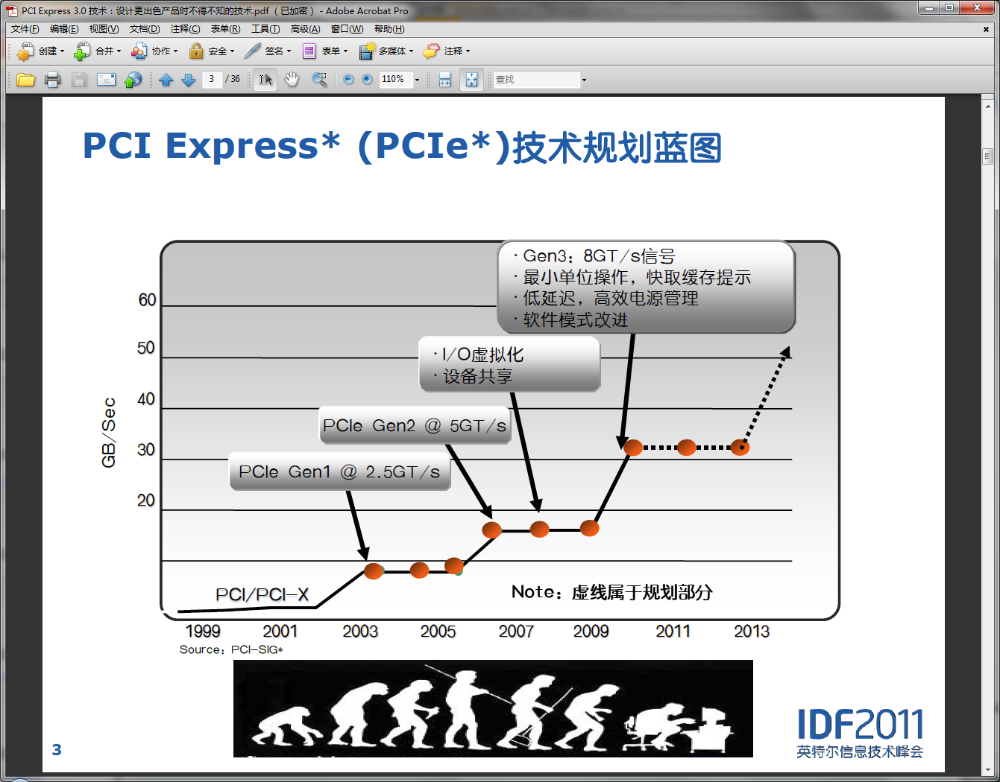 PCI Express 3.0 技术：设计更出色产品时不得不知的技术.pdf （已加密） - Adobe Acrobat Pro
文件(F) 编辑(E) 视图(V) 文档(D) 注释(C) 表单(R) 工具(T) 高级(A) 窗口(W) 帮助(H)
创建 合并 协作 安全 签名 表单 多媒体 注释
3 / 36 110% 查找
PCI Express* (PCIe*)技术规划蓝图
· Gen3：8GT/s信号
· 最小单位操作，快取缓存提示
· 低延迟，高效电源管理
· 软件模式改进
· I/O虚拟化
· 设备共享
PCIe Gen2 @ 5GT/s
PCIe Gen1 @ 2.5GT/s
60
50
40
30
20
GB/Sec
PCI/PCI-X
Note：虚线属于规划部分
1999 2001 2003 2005 2007 2009 2011 2013
Source：PCI-SIG*
3
IDF2011
英特尔信息技术峰会